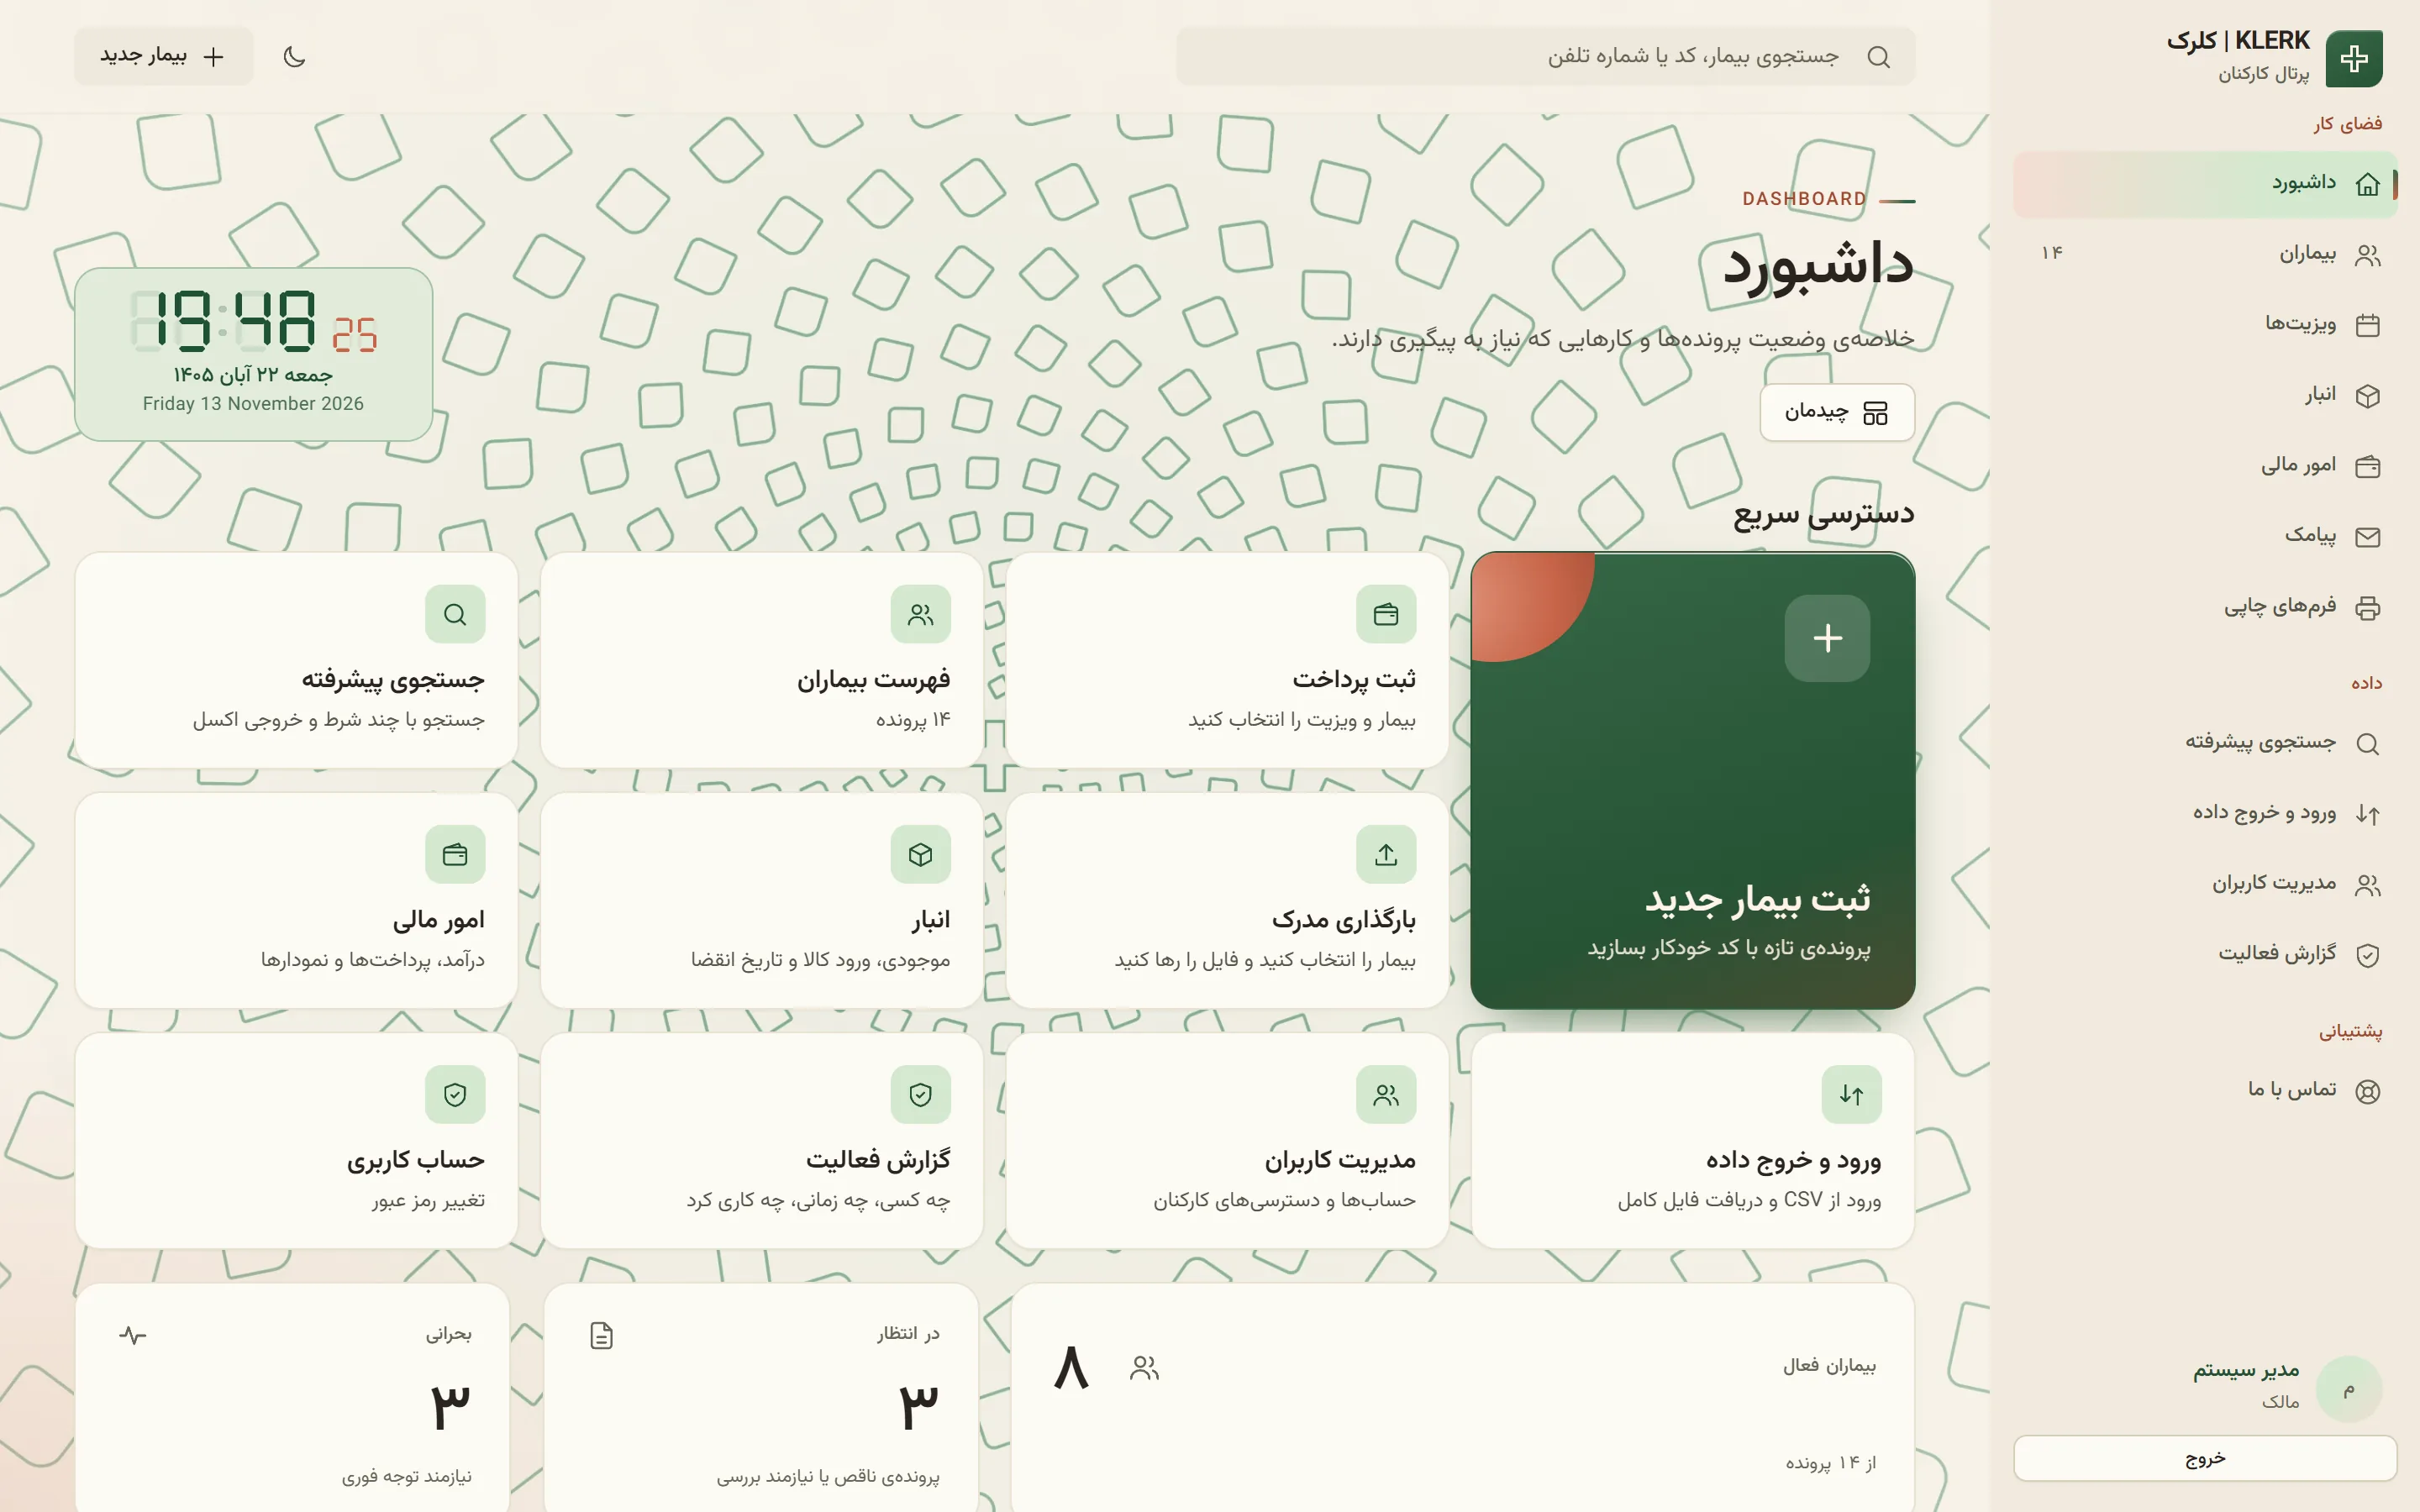 KLERK | کلرک
پرتال کارکنان
فضای کار
داشبورد
بیماران ۱۴
ویزیت‌ها
انبار
امور مالی
پیامک
فرم‌های چاپی
داده
جستجوی پیشرفته
ورود و خروج داده
مدیریت کاربران
گزارش فعالیت
پشتیبانی
تماس با ما
م
مدیر سیستم
مالک
خروج
جستجوی بیمار، کد یا شماره تلفن
بیمار جدید
DASHBOARD
داشبورد
خلاصه‌ی وضعیت پرونده‌ها و کارهایی که نیاز به پیگیری دارند.
چیدمان
19:48 25
جمعه ۲۲ آبان ۱۴۰۵
Friday 13 November 2026
دسترسی سریع
ثبت بیمار جدید
پرونده‌ی تازه با کد خودکار بسازید
ثبت پرداخت
بیمار و ویزیت را انتخاب کنید
فهرست بیماران
۱۴ پرونده
جستجوی پیشرفته
جستجو با چند شرط و خروجی اکسل
بارگذاری مدرک
بیمار را انتخاب کنید و فایل را رها کنید
انبار
موجودی، ورود کالا و تاریخ انقضا
امور مالی
درآمد، پرداخت‌ها و نمودارها
ورود و خروج داده
ورود از CSV و دریافت فایل کامل
مدیریت کاربران
حساب‌ها و دسترسی‌های کارکنان
گزارش فعالیت
چه کسی، چه زمانی، چه کاری کرد
حساب کاربری
تغییر رمز عبور
بیماران فعال
۸
از ۱۴ پرونده
در انتظار
۳
پرونده‌ی ناقص یا نیازمند بررسی
بحرانی
۳
نیازمند توجه فوری